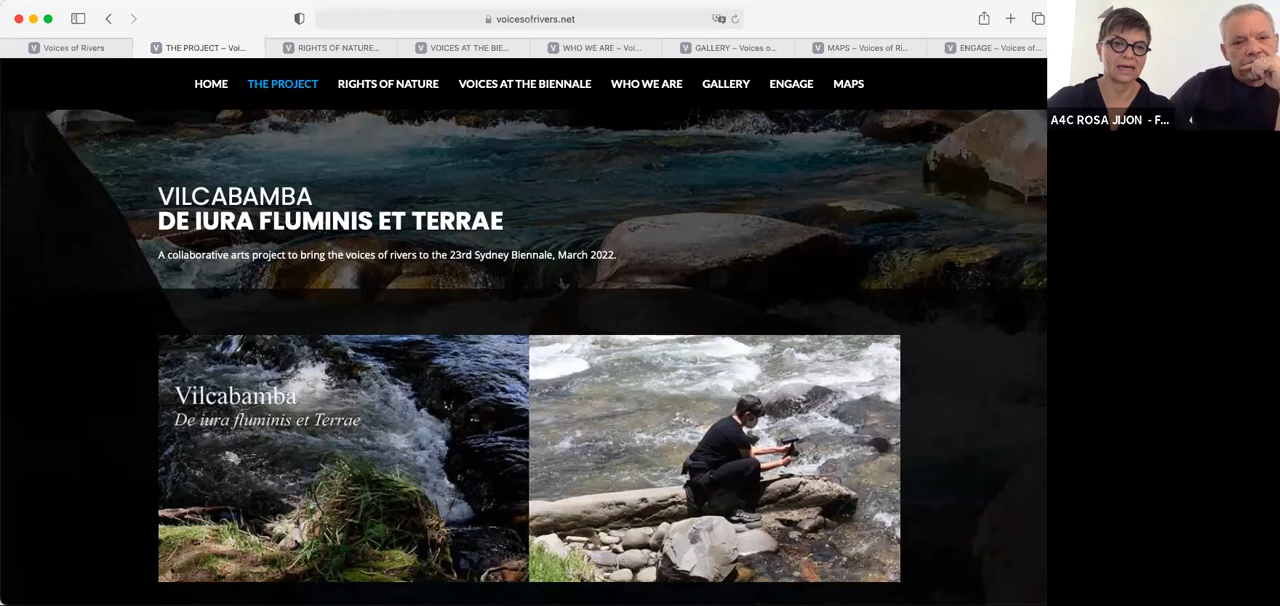 voicesofrivers.net
Voices of Rivers
THE PROJECT – Voi...
RIGHTS OF NATURE...
VOICES AT THE BIE...
WHO WE ARE – Voi...
GALLERY – Voices o...
MAPS – Voices of Ri...
ENGAGE – Voices of...
HOME
THE PROJECT
RIGHTS OF NATURE
VOICES AT THE BIENNALE
WHO WE ARE
GALLERY
ENGAGE
MAPS
A4C ROSA JIJON - F...
VILCABAMBA
DE IURA FLUMINIS ET TERRAE
A collaborative arts project to bring the voices of rivers to the 23rd Sydney Biennale, March 2022.
Vilcabamba
De iura fluminis et Terrae